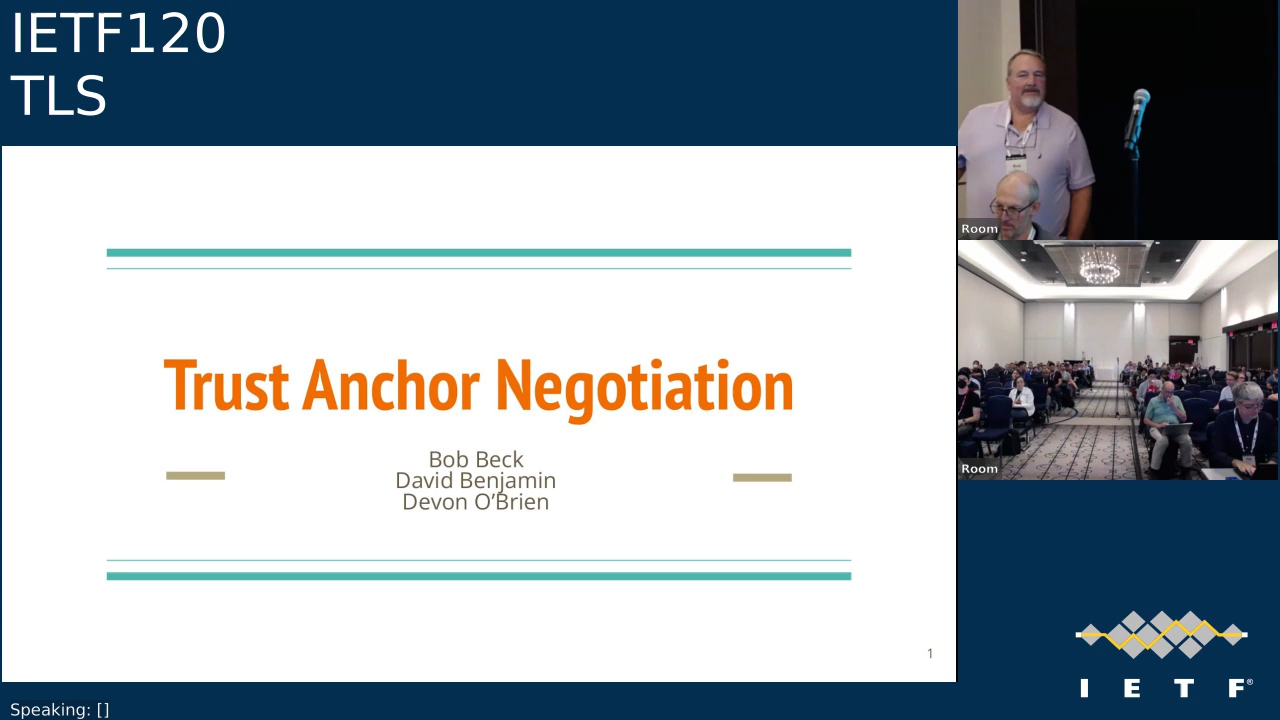 IETF120
TLS
Trust Anchor Negotiation
Bob Beck
David Benjamin
Devon O’Brien
1
Room
Room
I E T F®
Speaking: []